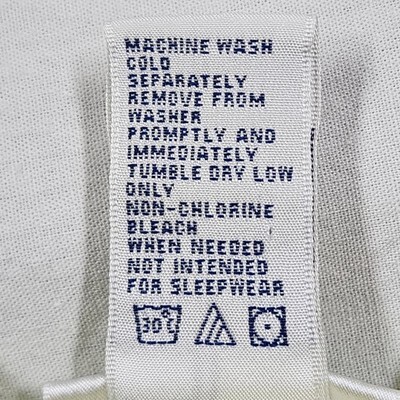 MACHINE WASH
COLD
SEPARATELY
REMOVE FROM
WASHER
PROMPTLY AND
IMMEDIATELY
TUMBLE DRY LOW
ONLY
NON-CHLORINE
BLEACH
WHEN NEEDED
NOT INTENDED
FOR SLEEPWEAR
30°C